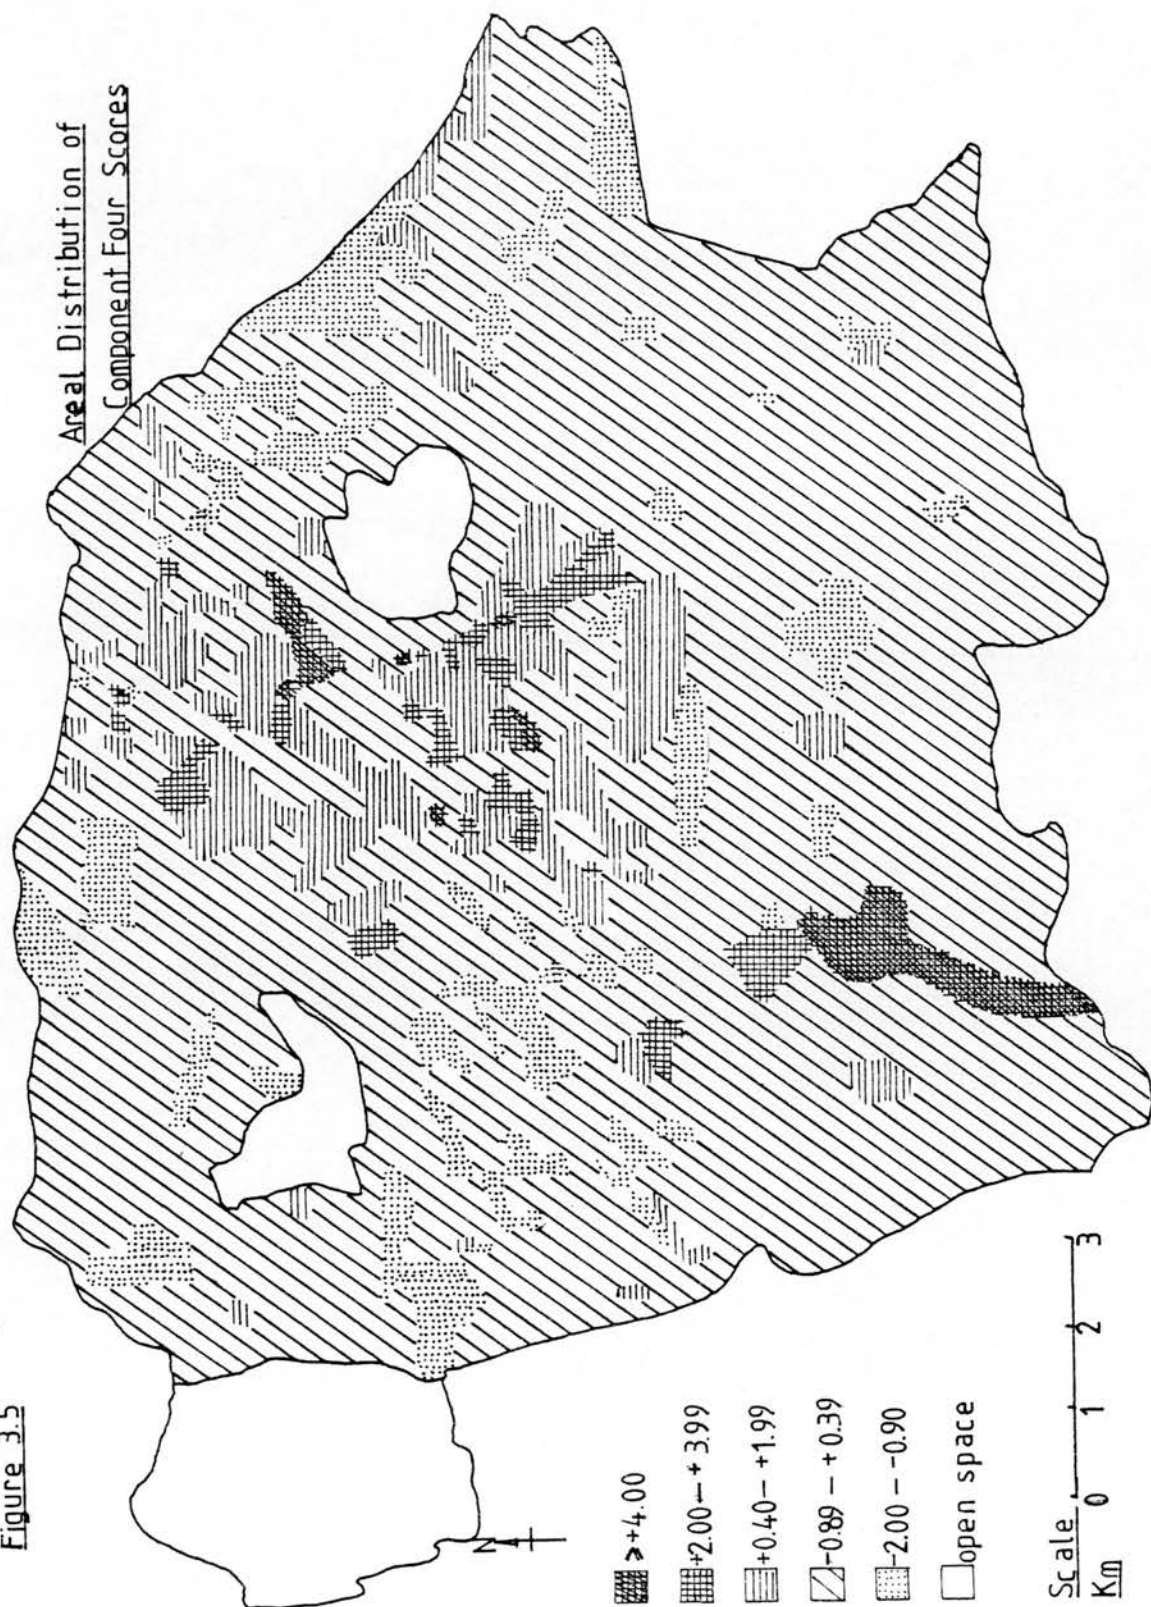 Figure 3.5
Areal Distribution of
Component Four Scores
N
⩾+4.00
+2.00 — + 3.99
+0.40 — +1.99
-0.89 — + 0.39
-2.00 — -0.90
open space
Scale
Km
0 1 2 3